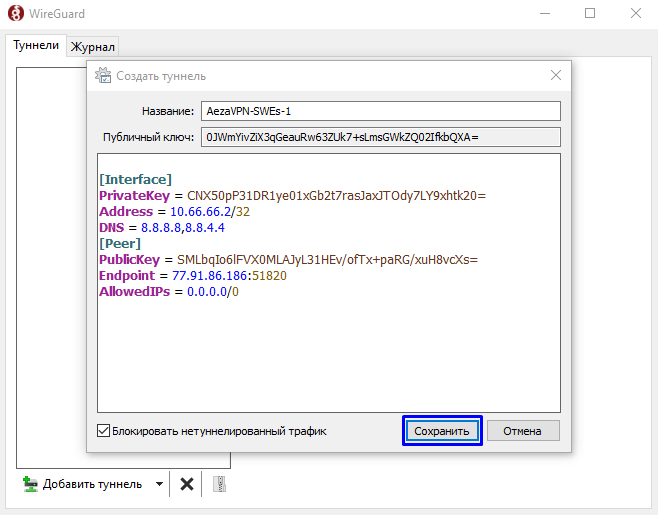 WireGuard
Туннели
Журнал
Создать туннель
Название: AezaVPN-SWEs-1
Публичный ключ: 0JWmYivZiX3qGeauRw63ZUk7+sLmsGWkZQ02IfkbQXA=
[Interface]
PrivateKey = CNX50pP31DR1ye01xGb2t7rasJaxJTOdy7LY9xhtk20=
Address = 10.66.66.2/32
DNS = 8.8.8.8,8.8.4.4
[Peer]
PublicKey = SMLbqIo6lFVX0MLAJyL31HEv/ofTx+paRG/xuH8vcXs=
Endpoint = 77.91.86.186:51820
AllowedIPs = 0.0.0.0/0
Блокировать нетуннелированный трафик
Сохранить
Отмена
Добавить туннель